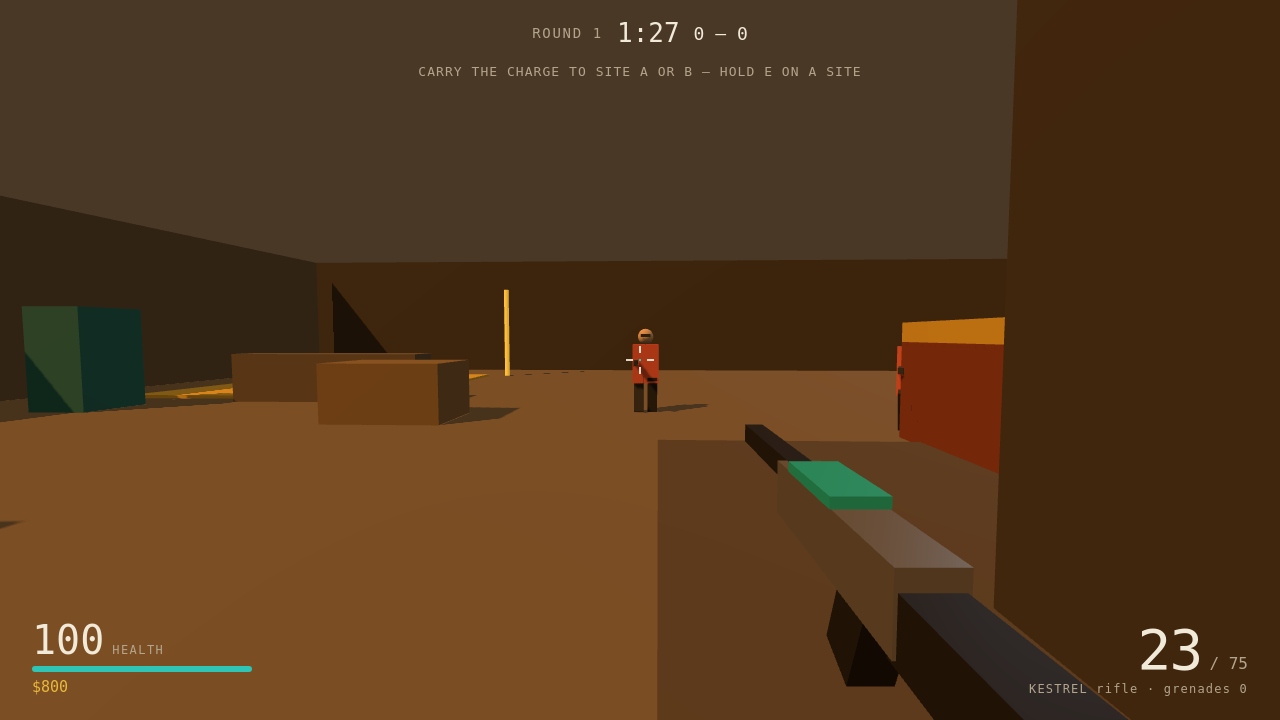 ROUND 1 1:27 0 — 0
CARRY THE CHARGE TO SITE A OR B — HOLD E ON A SITE
100 HEALTH
$800
23 / 75
KESTREL rifle · grenades 0